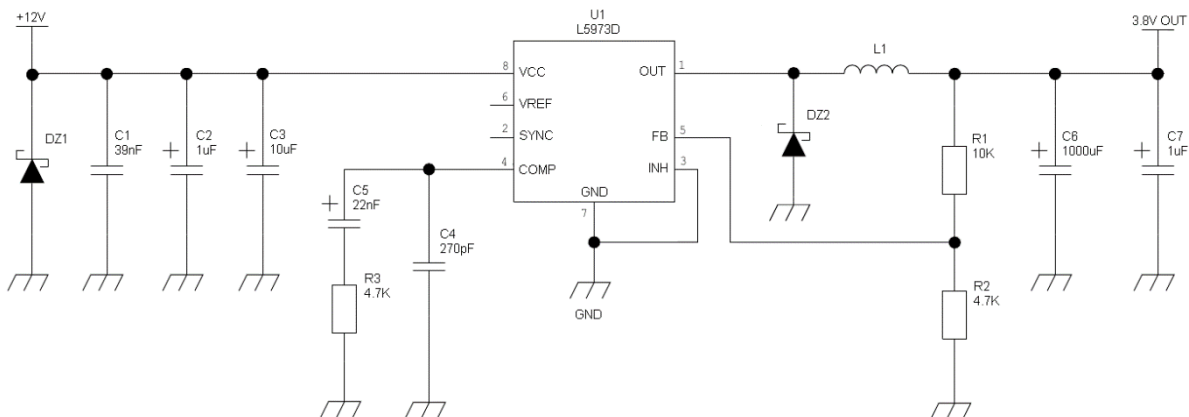 +12V
U1
L5973D
3.8V OUT
8
VCC
OUT
1
L1
6
VREF
2
SYNC
FB
5
4
COMP
INH
3
GND
7
DZ1
C1
39nF
C2
1uF
C3
10uF
DZ2
R1
10K
C6
1000uF
C7
1uF
C5
22nF
C4
270pF
R3
4.7K
R2
4.7K
GND